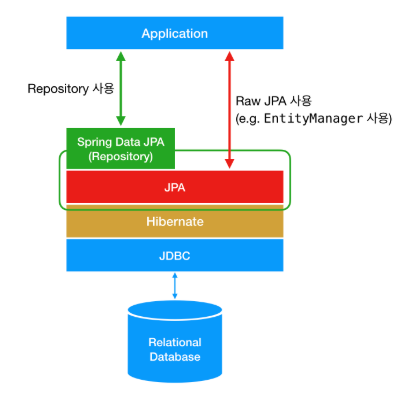 Application
Repository 사용
Raw JPA 사용
(e.g. EntityManager 사용)
Spring Data JPA
(Repository)
JPA
Hibernate
JDBC
Relational
Database